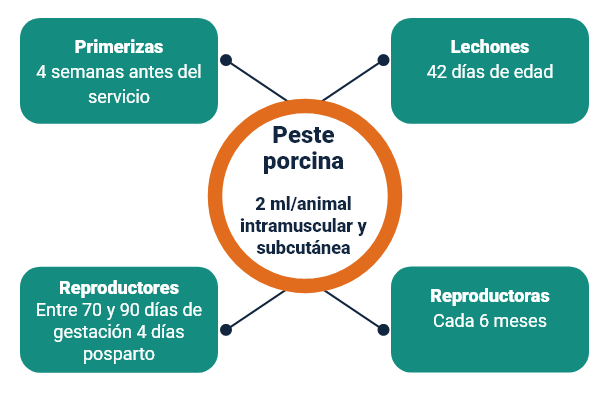 Primerizas
4 semanas antes del
servicio
Lechones
42 días de edad
Peste
porcina
2 ml/animal
intramuscular y
subcutánea
Reproductores
Entre 70 y 90 días de
gestación 4 días
posparto
Reproductoras
Cada 6 meses